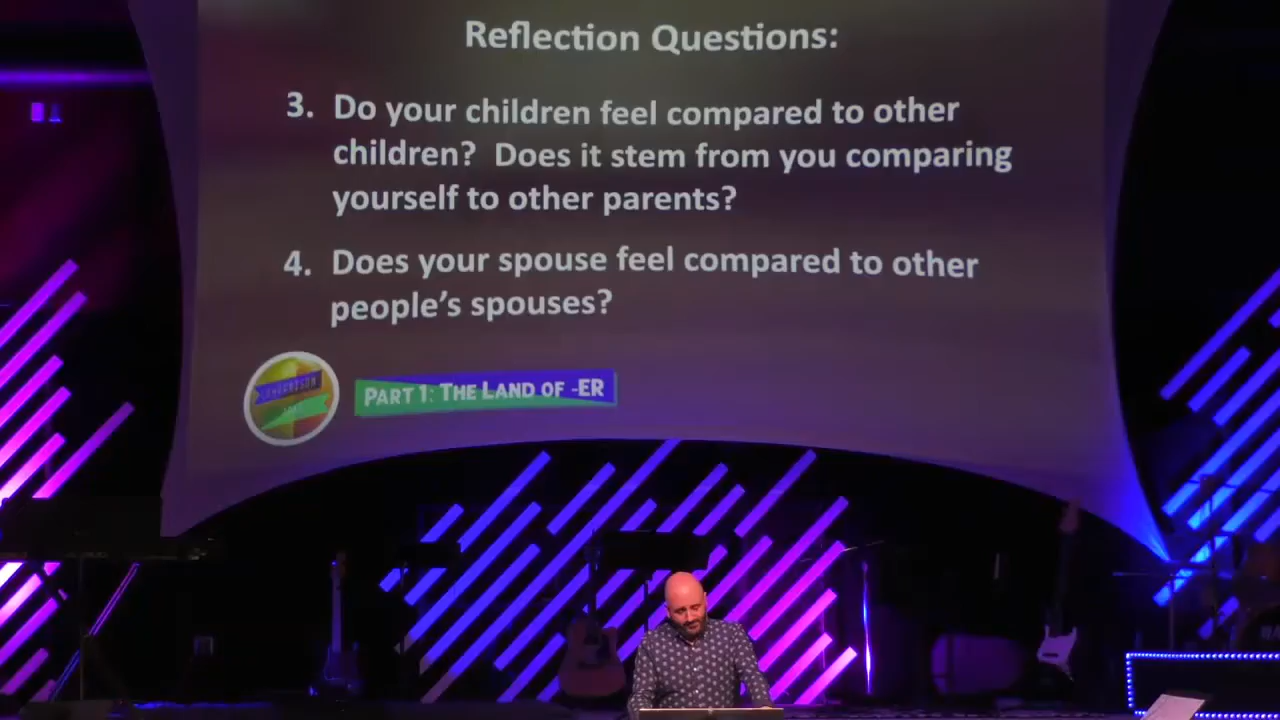 Reflection Questions:
3. Do your children feel compared to other
children? Does it stem from you comparing
yourself to other parents?
4. Does your spouse feel compared to other
people's spouses?
PART 1: THE LAND OF -ER